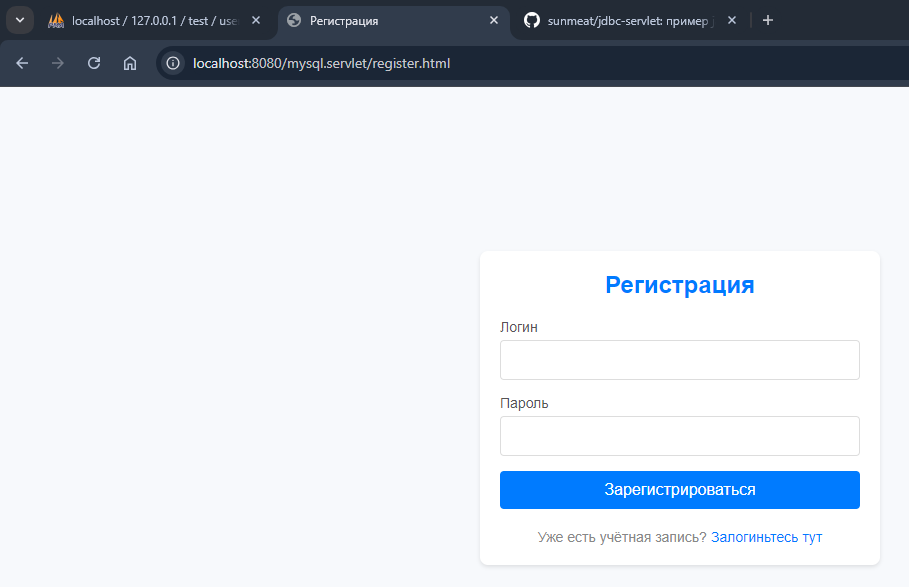 localhost / 127.0.0.1 / test / use
Регистрация
sunmeat/jdbc-servlet: пример j
localhost:8080/mysql.servlet/register.html
Регистрация
Логин
Пароль
Зарегистрироваться
Уже есть учётная запись? Залогиньтесь тут